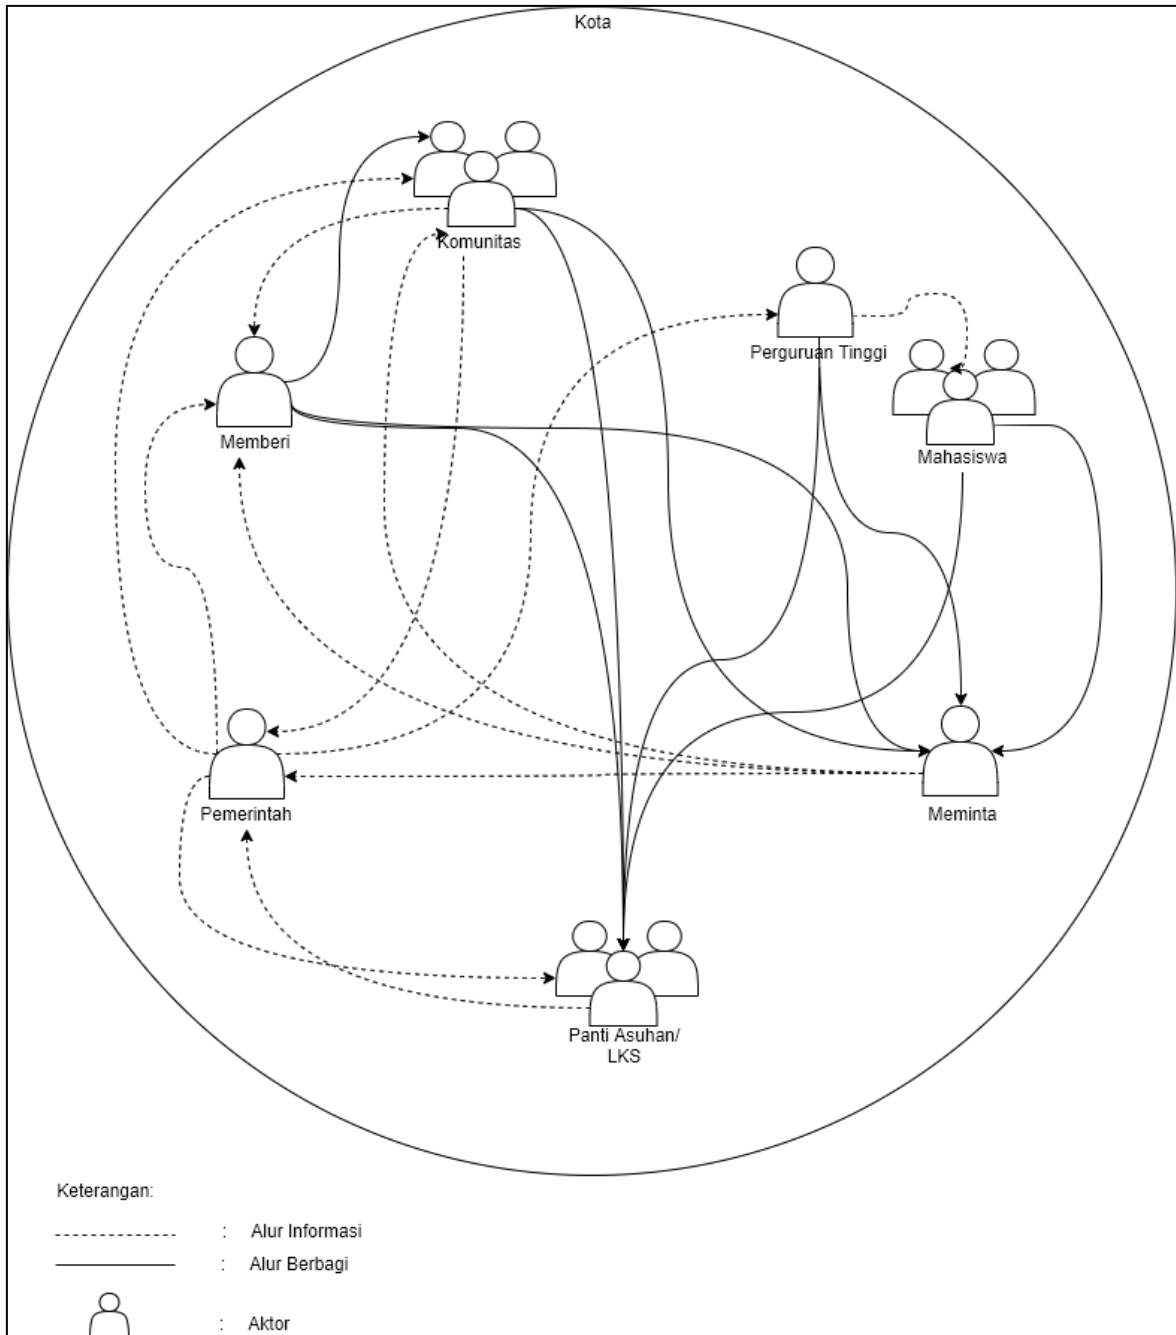 Kota
Komunitas
Perguruan Tinggi
Memberi
Mahasiswa
Pemerintah
Meminta
Panti Asuhan/
LKS
Keterangan:
: Alur Informasi
: Alur Berbagi
: Aktor